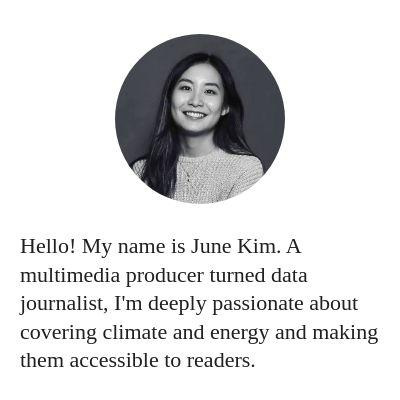 Hello! My name is June Kim. A
multimedia producer turned data
journalist, I'm deeply passionate about
covering climate and energy and making
them accessible to readers.